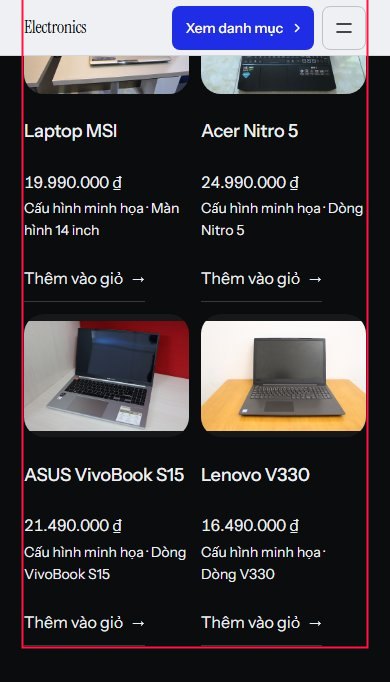 Electronics
Xem danh mục
Laptop MSI
Acer Nitro 5
19.990.000 ₫
24.990.000 ₫
Cấu hình minh họa · Màn
hình 14 inch
Cấu hình minh họa · Dòng
Nitro 5
Thêm vào giỏ →
Thêm vào giỏ →
ASUS VivoBook S15
Lenovo V330
21.490.000 ₫
16.490.000 ₫
Cấu hình minh họa · Dòng
VivoBook S15
Cấu hình minh họa ·
Dòng V330
Thêm vào giỏ →
Thêm vào giỏ →